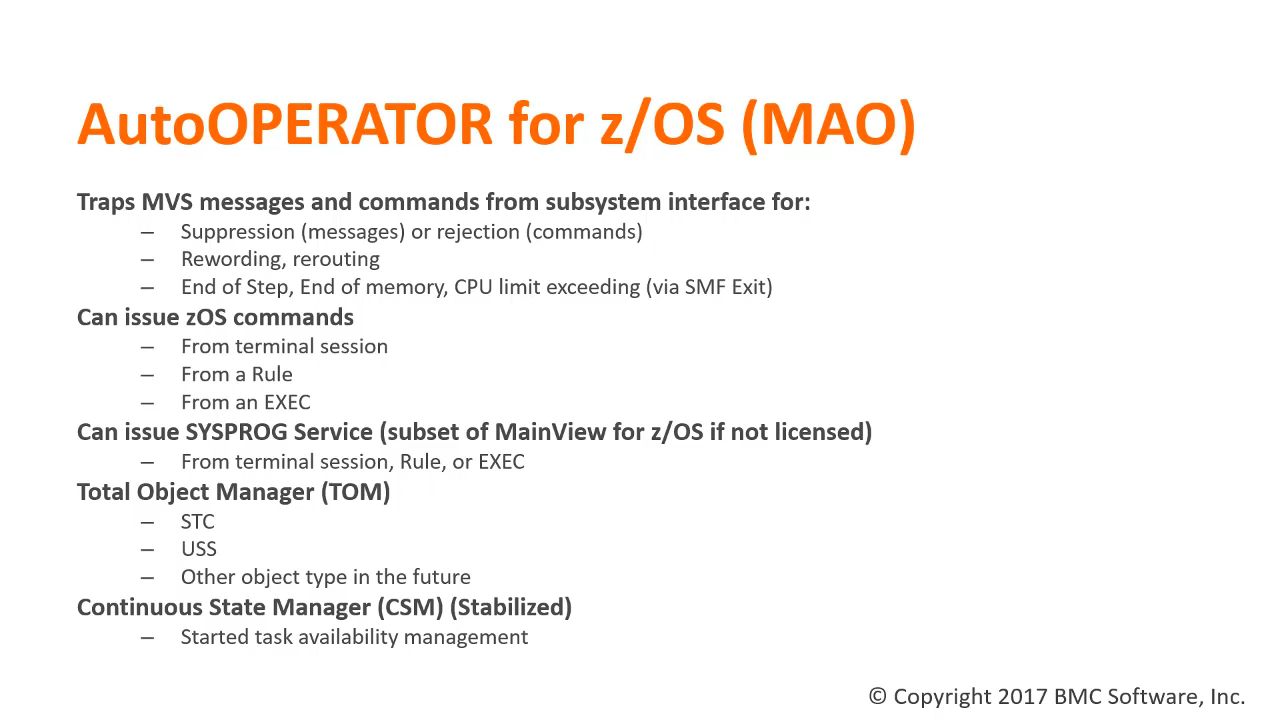 AutoOPERATOR for z/OS (MAO)
Traps MVS messages and commands from subsystem interface for:
– Suppression (messages) or rejection (commands)
– Rewording, rerouting
– End of Step, End of memory, CPU limit exceeding (via SMF Exit)
Can issue zOS commands
– From terminal session
– From a Rule
– From an EXEC
Can issue SYSPROG Service (subset of MainView for z/OS if not licensed)
– From terminal session, Rule, or EXEC
Total Object Manager (TOM)
– STC
– USS
– Other object type in the future
Continuous State Manager (CSM) (Stabilized)
– Started task availability management
© Copyright 2017 BMC Software, Inc.